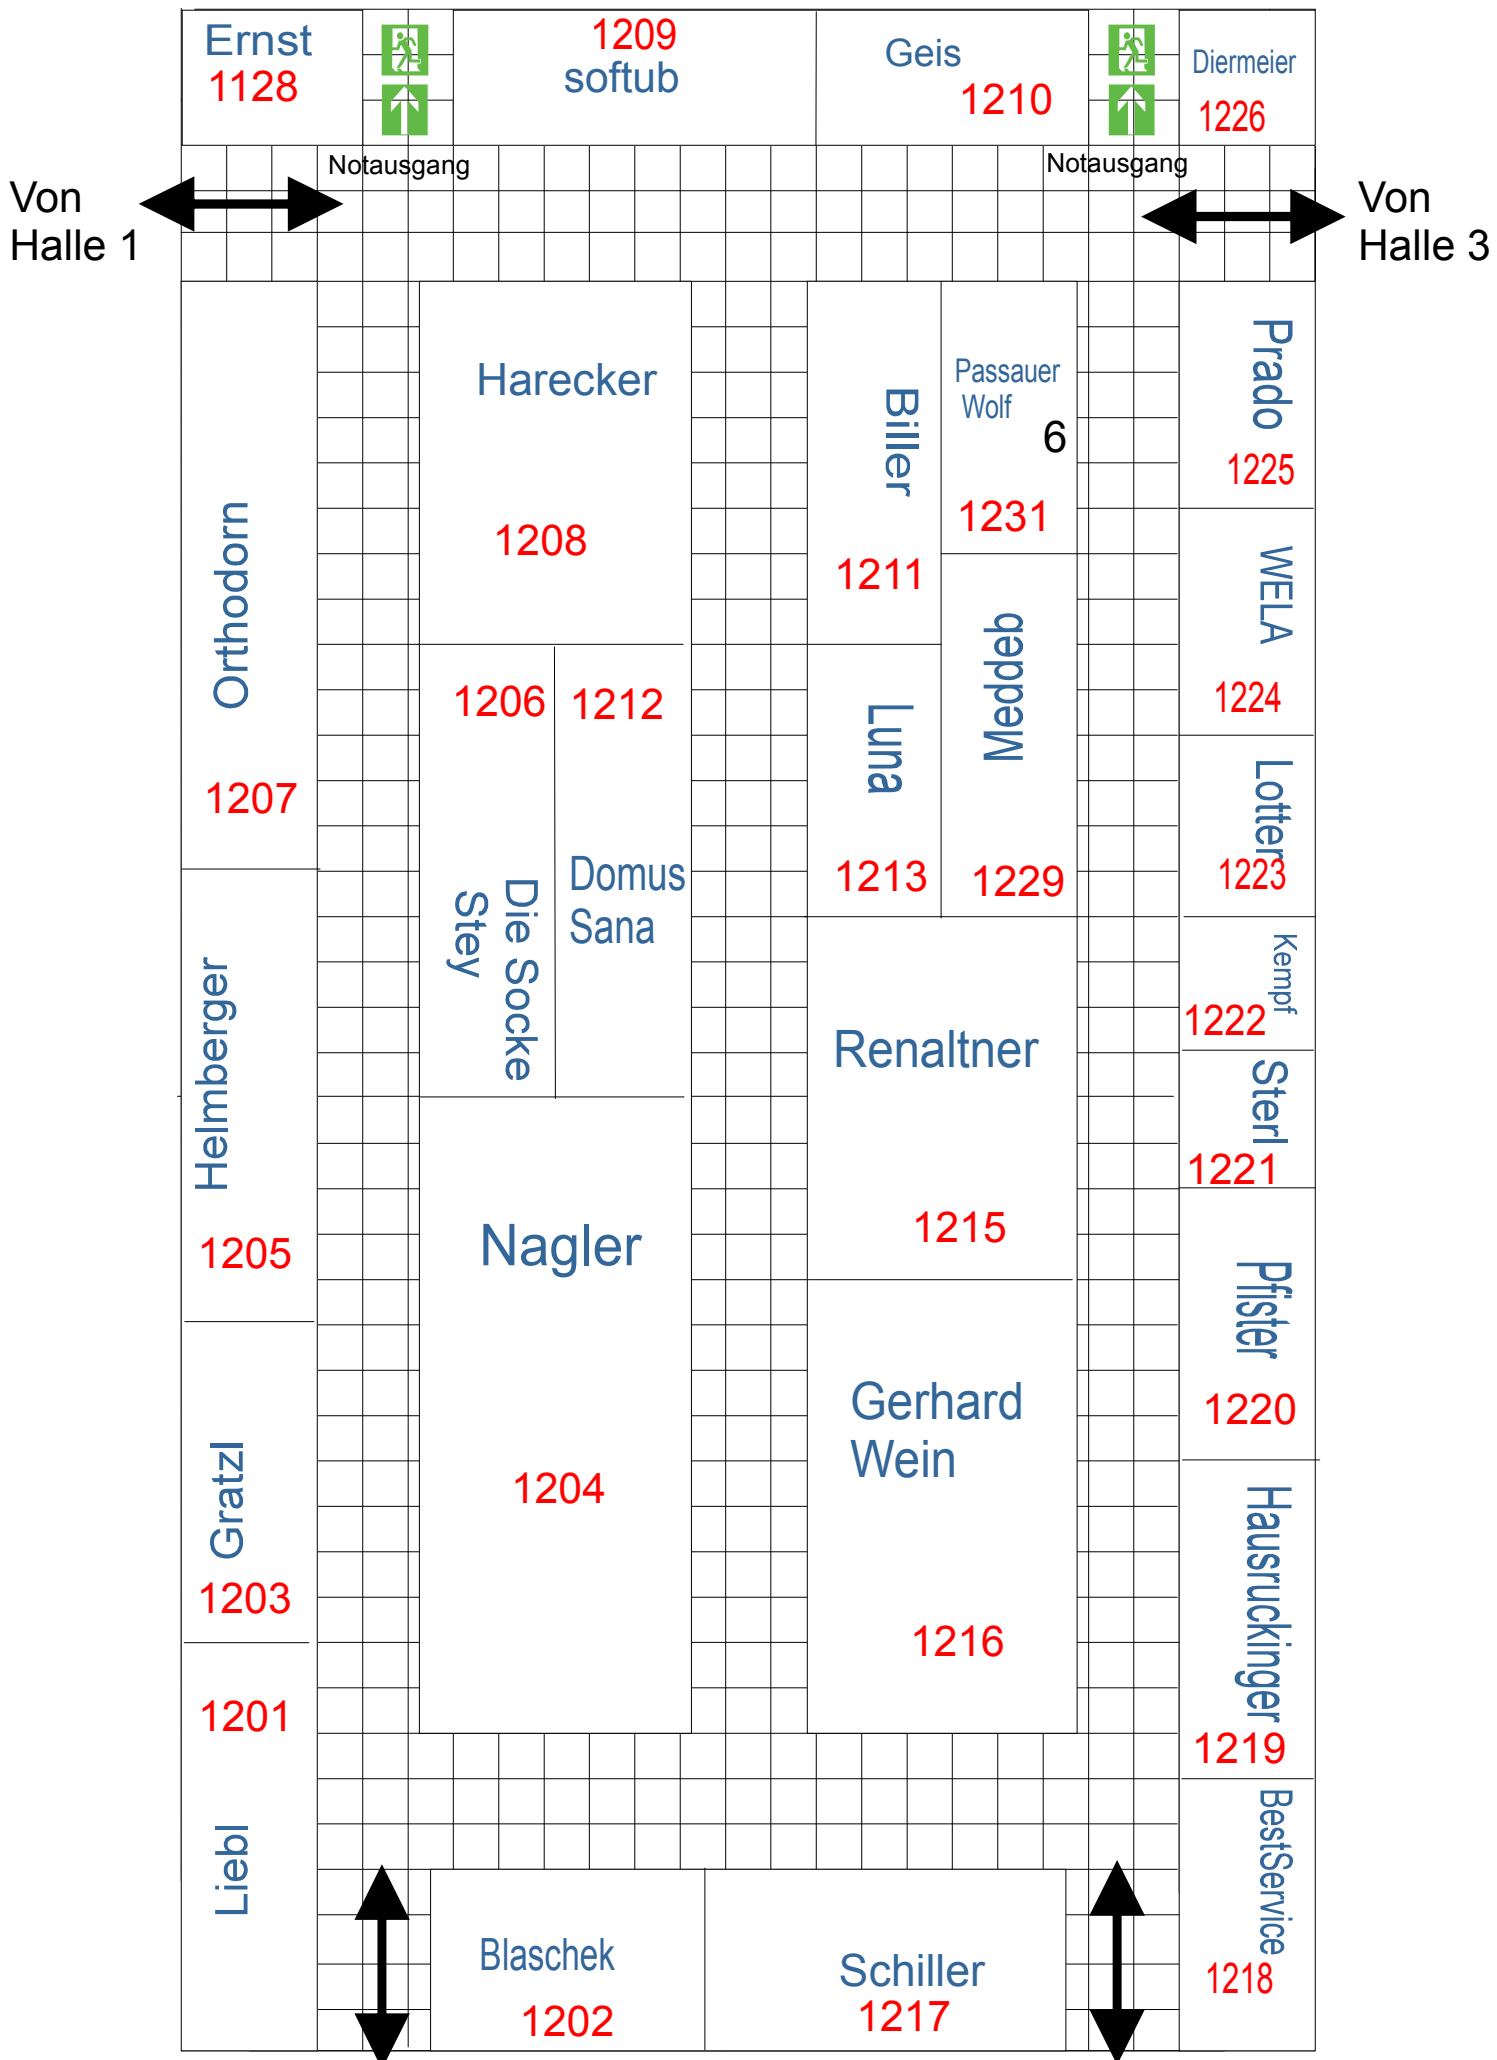 Ernst
1128
1209
softub
Geis
1210
Diermeier
1226
Notausgang
Notausgang
Von
Halle 1
Von
Halle 3
Harecker
1208
Biller
1211
Passauer
Wolf
6
1231
Prado
1225
Orthodorn
1207
WELA
1224
1206
Die Socke
Stey
1212
Domus
Sana
Luna
1213
Meddeb
1229
Lotter
1223
Kempf
1222
Helmberger
1205
Renaltner
1215
Sterl
1221
Nagler
1204
Pfister
1220
Gratzl
1203
Gerhard
Wein
1216
Hausruckinger
1219
1201
Liebl
BestService
1218
Blaschek
1202
Schiller
1217